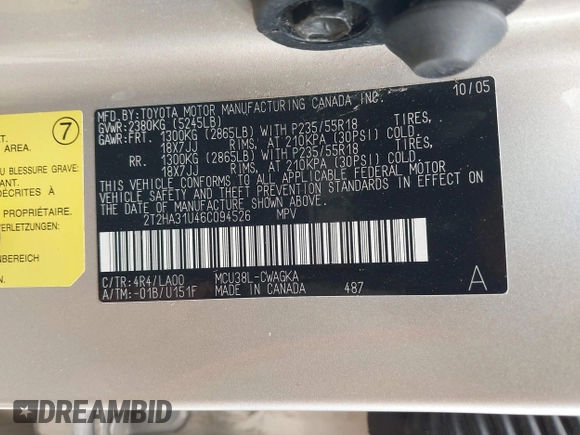 MFD.BY:TOYOTA MOTOR MANUFACTURING CANADA INC. 10/05
GVWR:2380KG (5245LB)
GAWR:FRT. 1300KG (2865LB) WITH P235/55R18 TIRES,
18X7JJ RIMS, AT 210KPA (30PSI) COLD.
RR. 1300KG (2865LB) WITH P235/55R18 TIRES,
18X7JJ RIMS, AT 210KPA (30PSI) COLD.
THIS VEHICLE CONFORMS TO ALL APPLICABLE FEDERAL MOTOR
VEHICLE SAFETY AND THEFT PREVENTION STANDARDS IN EFFECT ON
THE DATE OF MANUFACTURE SHOWN ABOVE.
2T2HA31U46C094526 MPV
C/TR:4R4/LA00 MCU38L-CWAGKA
A/TM:-01B/U151F MADE IN CANADA 487 A
7
AREA.
BLESSURE GRAVE
ANT.
DÉCRITES À
PROPRIÉTAIRE.
VERLETZUNGEN:
NBEREICH
EN.
DREAMBID